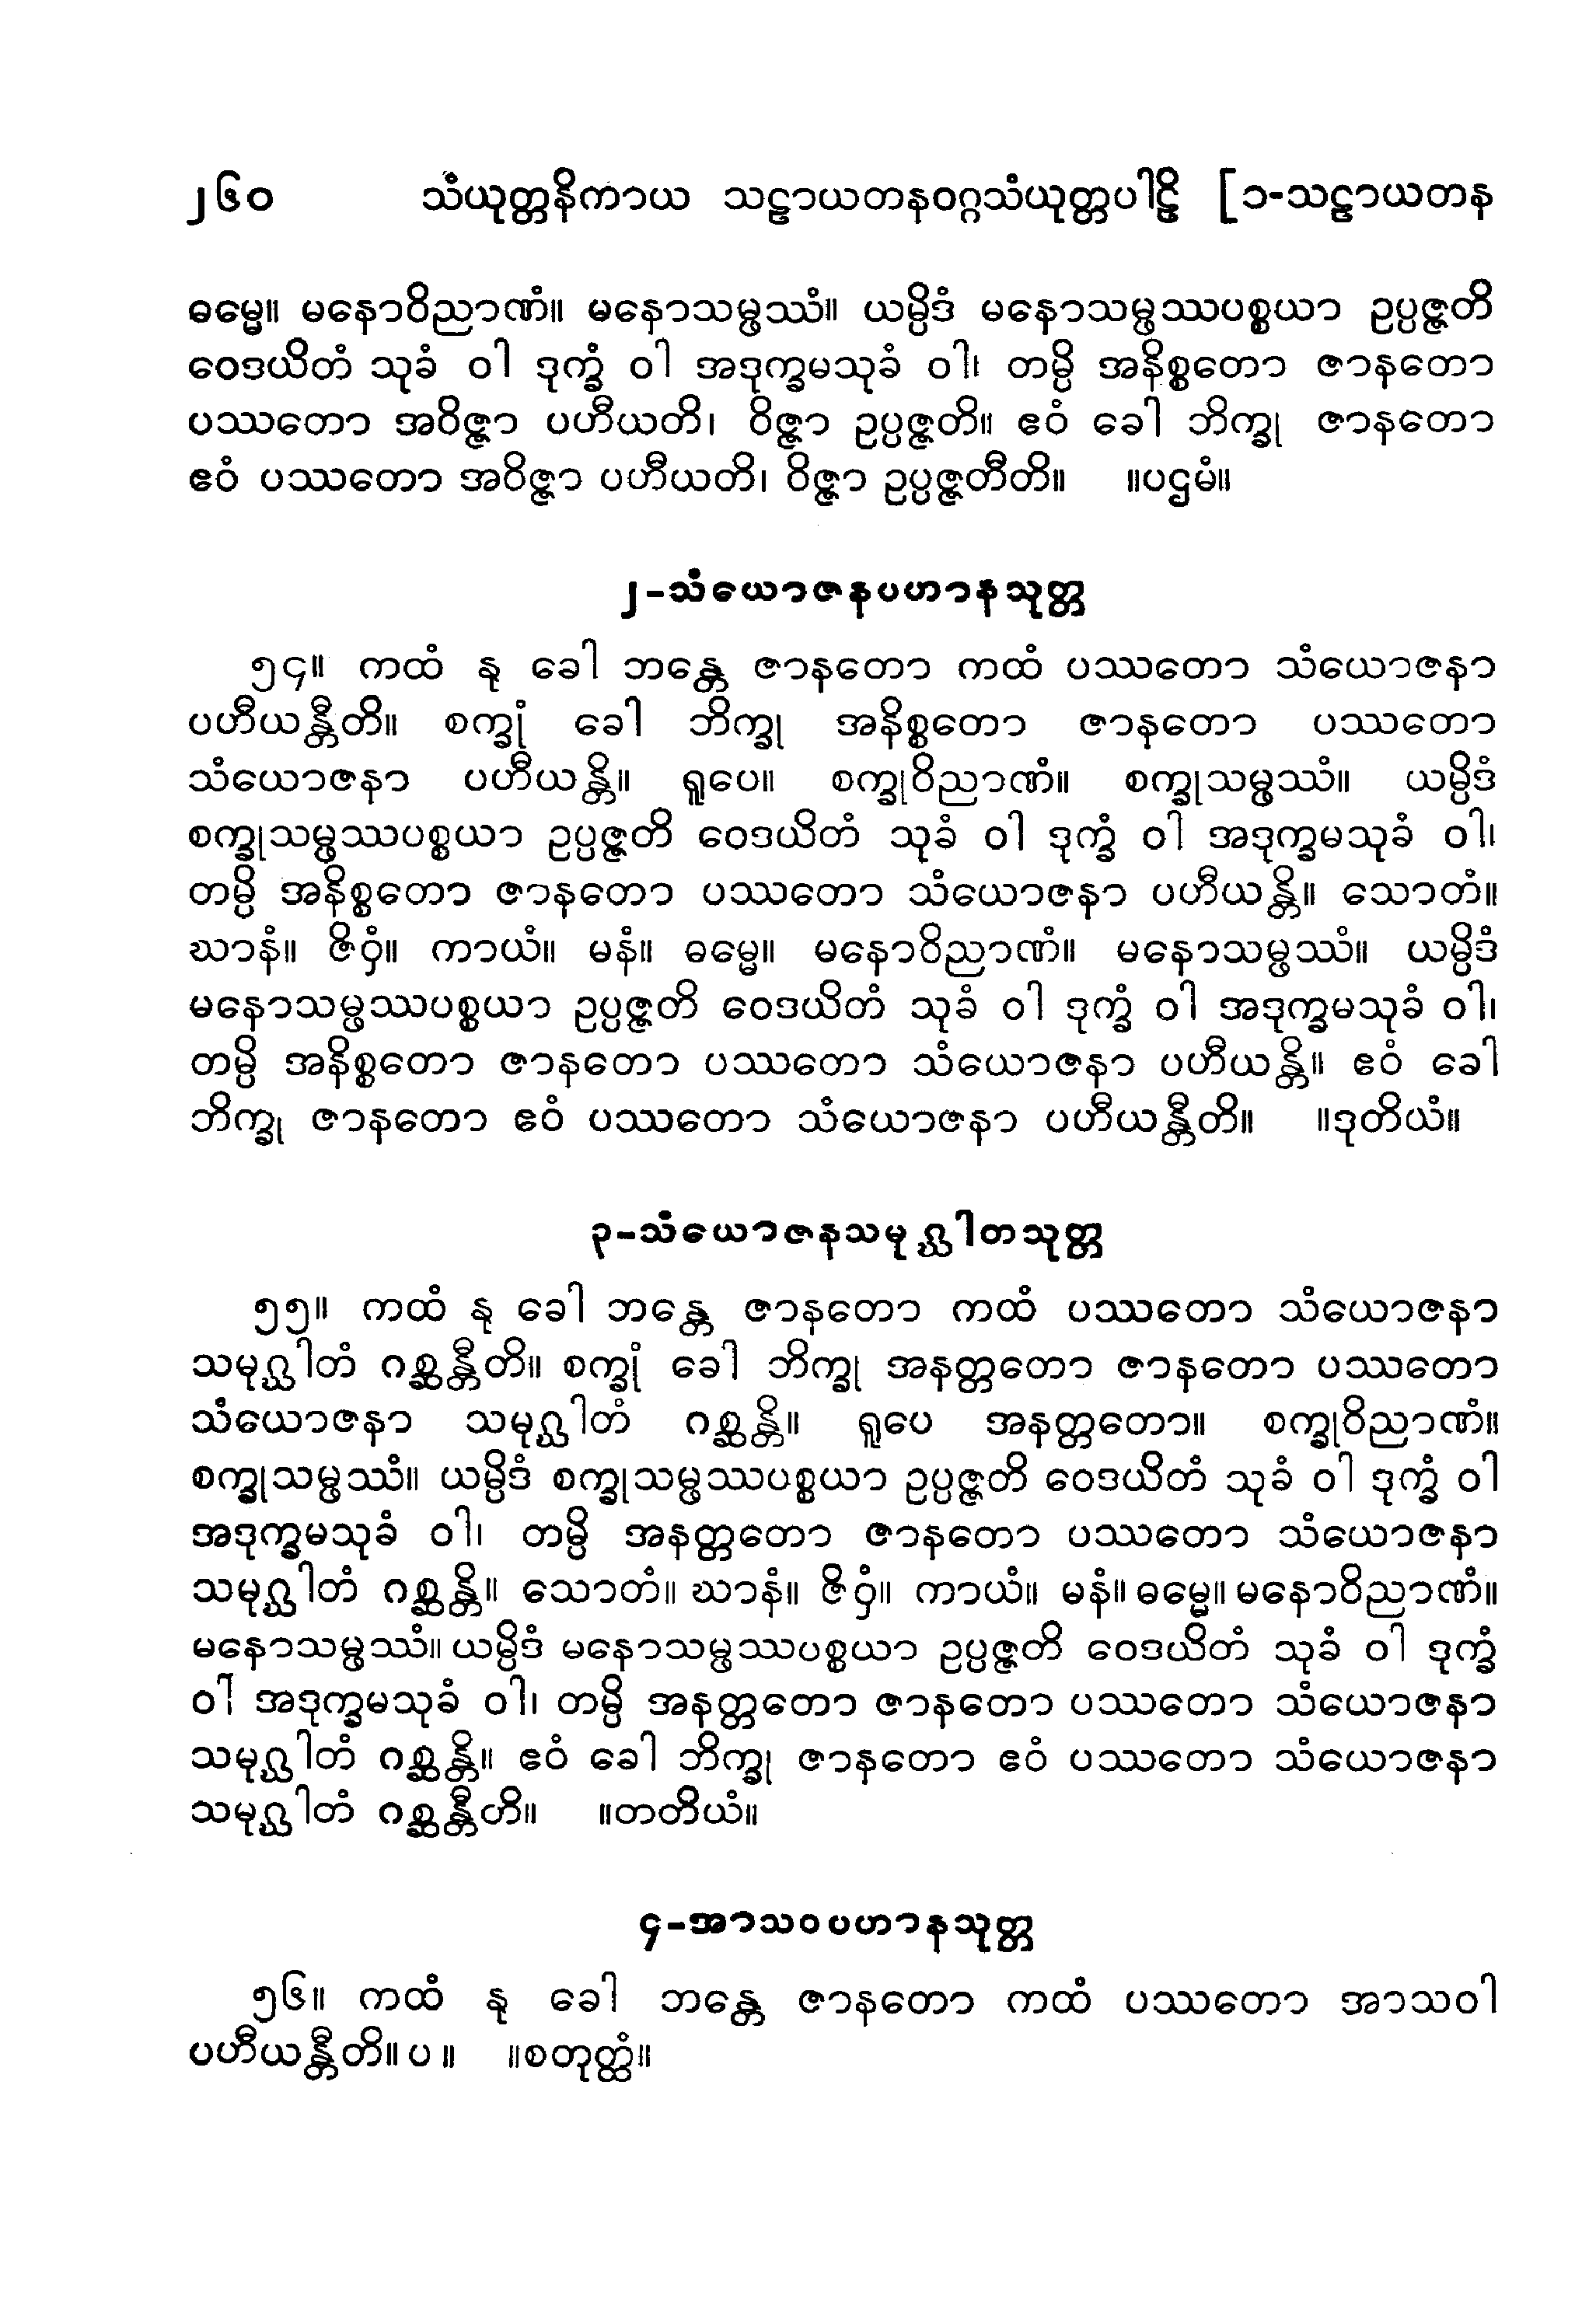 ၂၆၀ သံယုတ္တနိကာယ သဠာယတနဝဂ္ဂသံယုတ္တပါဠိ [၁-သဠာယတန
ဓမ္မေ။ မနောဝိညာဏံ။ မနောသမ္ဖဿံ။ ယမ္ပိဒံ မနောသမ္ဖဿပစ္စယာ ဥပ္ပဇ္ဇတိ
ဝေဒယိတံ သုခံ ဝါ ဒုက္ခံ ဝါ အဒုက္ခမသုခံ ဝါ၊ တမ္ပိ အနိစ္စတော ဇာနတော
ပဿတော အဝိဇ္ဇာ ပဟီယတိ၊ ဝိဇ္ဇာ ဥပ္ပဇ္ဇတိ။ ဧဝံ ခေါ ဘိက္ခု ဇာနတော
ဧဝံ ပဿတော အဝိဇ္ဇာ ပဟီယတိ၊ ဝိဇ္ဇာ ဥပ္ပဇ္ဇတီတိ။ ။ပဌမံ။
၂-သံယောဇနပဟာနသုတ္တ
၅၄။ ကထံ နု ခေါ ဘန္တေ ဇာနတော ကထံ ပဿတော သံယောဇနာ
ပဟီယန္တီတိ။ စက္ခုံ ခေါ ဘိက္ခု အနိစ္စတော ဇာနတော ပဿတော
သံယောဇနာ ပဟီယန္တိ။ ရူပေ။ စက္ခုဝိညာဏံ။ စက္ခုသမ္ဖဿံ။ ယမ္ပိဒံ
စက္ခုသမ္ဖဿပစ္စယာ ဥပ္ပဇ္ဇတိ ဝေဒယိတံ သုခံ ဝါ ဒုက္ခံ ဝါ အဒုက္ခမသုခံ ဝါ၊
တမ္ပိ အနိစ္စတော ဇာနတော ပဿတော သံယောဇနာ ပဟီယန္တိ။ သောတံ။
ဃာနံ။ ဇိဝှံ။ ကာယံ။ မနံ။ ဓမ္မေ။ မနောဝိညာဏံ။ မနောသမ္ဖဿံ။ ယမ္ပိဒံ
မနောသမ္ဖဿပစ္စယာ ဥပ္ပဇ္ဇတိ ဝေဒယိတံ သုခံ ဝါ ဒုက္ခံ ဝါ အဒုက္ခမသုခံ ဝါ၊
တမ္ပိ အနိစ္စတော ဇာနတော ပဿတော သံယောဇနာ ပဟီယန္တိ။ ဧဝံ ခေါ
ဘိက္ခု ဇာနတော ဧဝံ ပဿတော သံယောဇနာ ပဟီယန္တီတိ။ ။ဒုတိယံ။
၃-သံယောဇနသမုဂ္ဃါတသုတ္တ
၅၅။ ကထံ နု ခေါ ဘန္တေ ဇာနတော ကထံ ပဿတော သံယောဇနာ
သမုဂ္ဃါတံ ဂစ္ဆန္တီတိ။ စက္ခုံ ခေါ ဘိက္ခု အနတ္တတော ဇာနတော ပဿတော
သံယောဇနာ သမုဂ္ဃါတံ ဂစ္ဆန္တိ။ ရူပေ အနတ္တတော။ စက္ခုဝိညာဏံ။
စက္ခုသမ္ဖဿံ။ ယမ္ပိဒံ စက္ခုသမ္ဖဿပစ္စယာ ဥပ္ပဇ္ဇတိ ဝေဒယိတံ သုခံ ဝါ ဒုက္ခံ ဝါ
အဒုက္ခမသုခံ ဝါ၊ တမ္ပိ အနတ္တတော ဇာနတော ပဿတော သံယောဇနာ
သမုဂ္ဃါတံ ဂစ္ဆန္တိ။ သောတံ။ ဃာနံ။ ဇိဝှံ။ ကာယံ။ မနံ။ ဓမ္မေ။ မနောဝိညာဏံ။
မနောသမ္ဖဿံ။ ယမ္ပိဒံ မနောသမ္ဖဿပစ္စယာ ဥပ္ပဇ္ဇတိ ဝေဒယိတံ သုခံ ဝါ ဒုက္ခံ
ဝါ အဒုက္ခမသုခံ ဝါ၊ တမ္ပိ အနတ္တတော ဇာနတော ပဿတော သံယောဇနာ
သမုဂ္ဃါတံ ဂစ္ဆန္တိ။ ဧဝံ ခေါ ဘိက္ခု ဇာနတော ဧဝံ ပဿတော သံယောဇနာ
သမုဂ္ဃါတံ ဂစ္ဆန္တီတိ။ ။တတိယံ။
၄-အာသဝပဟာနသုတ္တ
၅၆။ ကထံ နု ခေါ ဘန္တေ ဇာနတော ကထံ ပဿတော အာသဝါ
ပဟီယန္တီတိ။ပ။ ။စတုတ္ထံ။